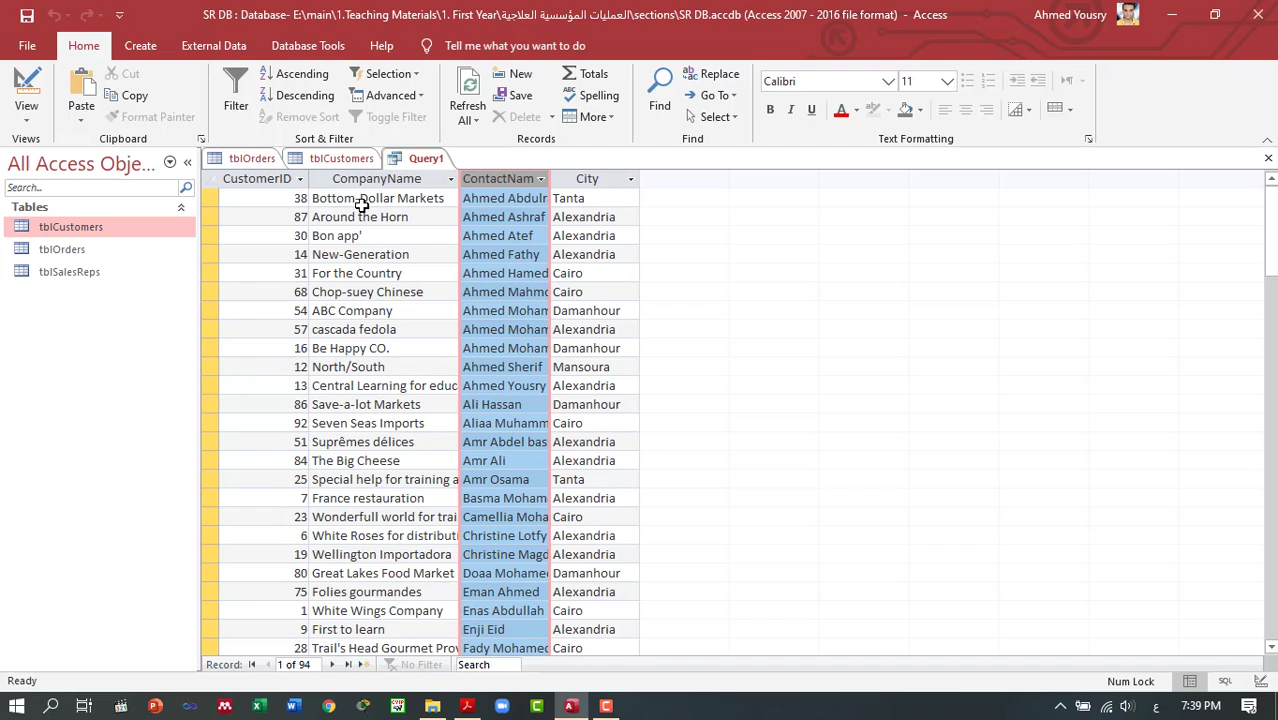 SR DB : Database- E:\main\1.Teaching Materials\1. First Year\العمليات المؤسسية العلاجية\sections\SR DB.accdb (Access 2007 - 2016 file format) - Access
Ahmed Yousry
File Home Create External Data Database Tools Help Tell me what you want to do
View
Views
Paste
Cut
Copy
Format Painter
Clipboard
Filter
Ascending
Descending
Remove Sort
Selection
Advanced
Toggle Filter
Sort & Filter
Refresh All
New
Save
Delete
Totals
Spelling
More
Records
Find
Replace
Go To
Select
Find
Calibri 11
B I U A
Text Formatting
All Access Obje...
Search...
Tables
tblCustomers
tblOrders
tblSalesReps
tblOrders tblCustomers Query1
CustomerID CompanyName ContactNam City
38 Bottom-Dollar Markets Ahmed Abdulr Tanta
87 Around the Horn Ahmed Ashraf Alexandria
30 Bon app' Ahmed Atef Alexandria
14 New-Generation Ahmed Fathy Alexandria
31 For the Country Ahmed Hamed Cairo
68 Chop-suey Chinese Ahmed Mahmo Cairo
54 ABC Company Ahmed Moham Damanhour
57 cascada fedola Ahmed Moham Alexandria
16 Be Happy CO. Ahmed Moham Damanhour
12 North/South Ahmed Sherif Mansoura
13 Central Learning for educ Ahmed Yousry Alexandria
86 Save-a-lot Markets Ali Hassan Damanhour
92 Seven Seas Imports Aliaa Muhamm Cairo
51 Suprêmes délices Amr Abdel bas Alexandria
84 The Big Cheese Amr Ali Alexandria
25 Special help for training a Amr Osama Tanta
7 France restauration Basma Moham Alexandria
23 Wonderfull world for trai Camellia Moha Cairo
6 White Roses for distributi Christine Lotfy Alexandria
19 Wellington Importadora Christine Magd Alexandria
80 Great Lakes Food Market Doaa Mohamed Damanhour
75 Folies gourmandes Eman Ahmed Alexandria
1 White Wings Company Enas Abdullah Cairo
9 First to learn Enji Eid Alexandria
28 Trail's Head Gourmet Prov Fady Mohamed Cairo
Record: 1 of 94 No Filter Search
Ready
Num Lock
SQL
7:39 PM
ع